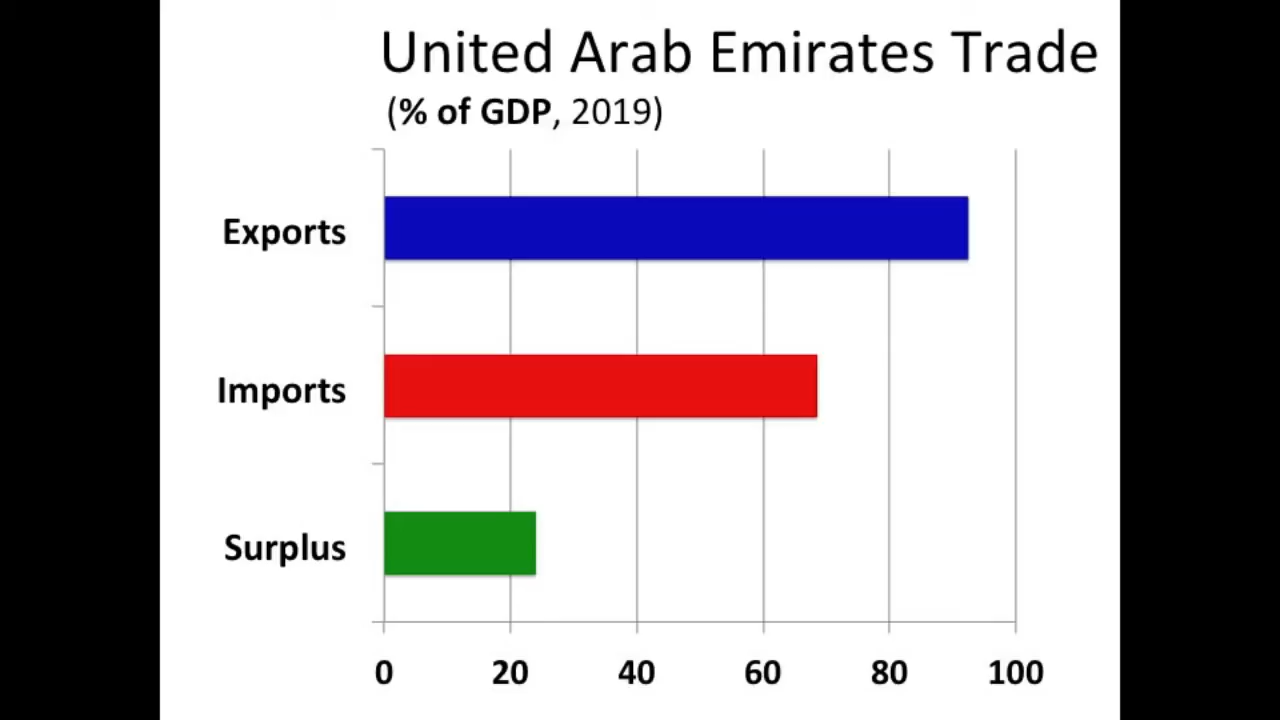 United Arab Emirates Trade
(% of GDP, 2019)
Exports
Imports
Surplus
0 20 40 60 80 100